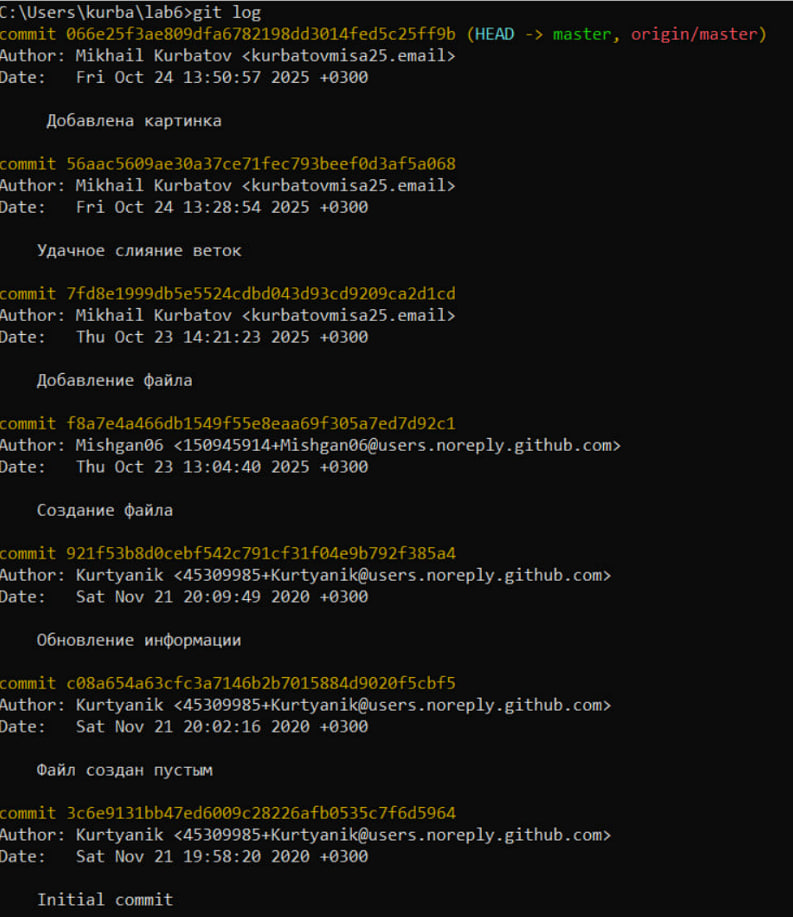 C:\Users\kurba\lab6>git log
commit 066e25f3ae809dfa6782198dd3014fed5c25ff9b (HEAD -> master, origin/master)
Author: Mikhail Kurbatov <kurbatovmisa25.email>
Date:   Fri Oct 24 13:50:57 2025 +0300
Добавлена картинка
commit 56aac5609ae30a37ce71fec793beef0d3af5a068
Author: Mikhail Kurbatov <kurbatovmisa25.email>
Date:   Fri Oct 24 13:28:54 2025 +0300
Удачное слияние веток
commit 7fd8e1999db5e5524cdbd043d93cd9209ca2d1cd
Author: Mikhail Kurbatov <kurbatovmisa25.email>
Date:   Thu Oct 23 14:21:23 2025 +0300
Добавление файла
commit f8a7e4a466db1549f55e8eaa69f305a7ed7d92c1
Author: Mishgan06 <150945914+Mishgan06@users.noreply.github.com>
Date:   Thu Oct 23 13:04:40 2025 +0300
Создание файла
commit 921f53b8d0cebf542c791cf31f04e9b792f385a4
Author: Kurtyanik <45309985+Kurtyanik@users.noreply.github.com>
Date:   Sat Nov 21 20:09:49 2020 +0300
Обновление информации
commit c08a654a63cfc3a7146b2b7015884d9020f5cbf5
Author: Kurtyanik <45309985+Kurtyanik@users.noreply.github.com>
Date:   Sat Nov 21 20:02:16 2020 +0300
Файл создан пустым
commit 3c6e9131bb47ed6009c28226afb0535c7f6d5964
Author: Kurtyanik <45309985+Kurtyanik@users.noreply.github.com>
Date:   Sat Nov 21 19:58:20 2020 +0300
Initial commit